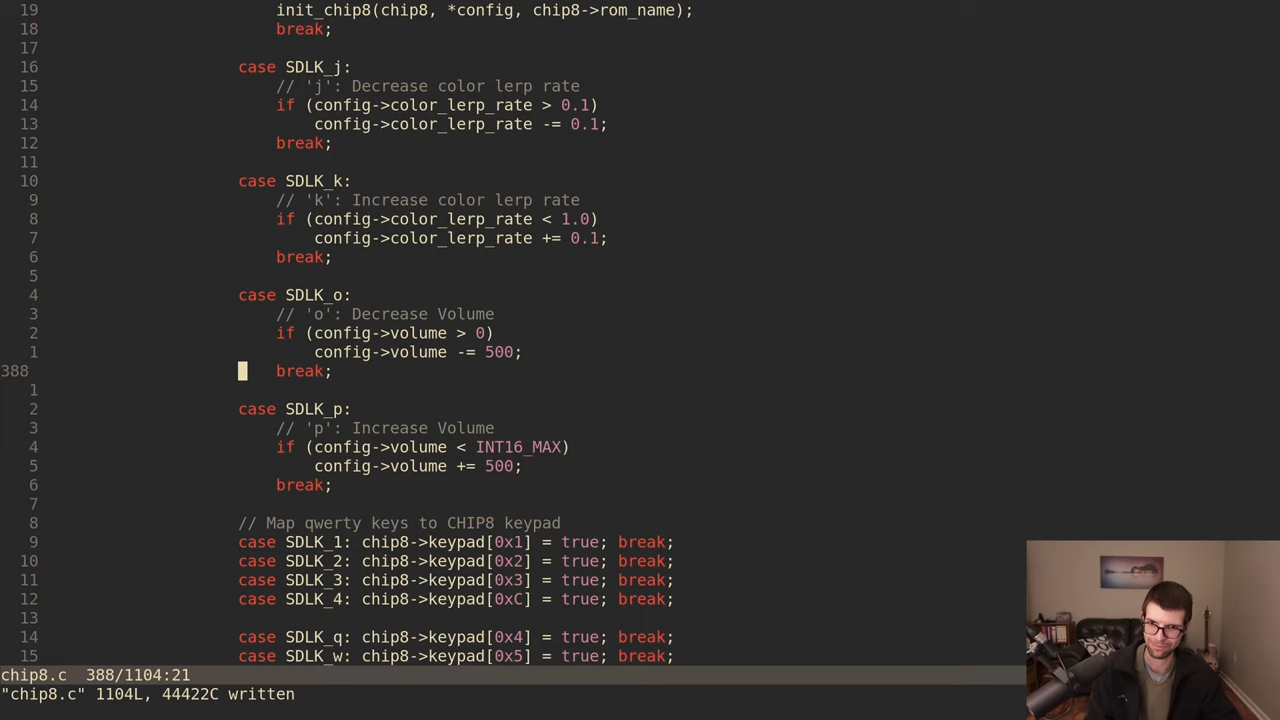 19                         init_chip8(chip8, *config, chip8->rom_name);
18                         break;
17
16                     case SDLK_j:
15                         // 'j': Decrease color lerp rate
14                         if (config->color_lerp_rate > 0.1)
13                             config->color_lerp_rate -= 0.1;
12                         break;
11
10                     case SDLK_k:
9                         // 'k': Increase color lerp rate
8                         if (config->color_lerp_rate < 1.0)
7                             config->color_lerp_rate += 0.1;
6                         break;
5
4                     case SDLK_o:
3                         // 'o': Decrease Volume
2                         if (config->volume > 0)
1                             config->volume -= 500;
388                         break;
1
2                     case SDLK_p:
3                         // 'p': Increase Volume
4                         if (config->volume < INT16_MAX)
5                             config->volume += 500;
6                         break;
7
8                     // Map qwerty keys to CHIP8 keypad
9                     case SDLK_1: chip8->keypad[0x1] = true; break;
10                     case SDLK_2: chip8->keypad[0x2] = true; break;
11                     case SDLK_3: chip8->keypad[0x3] = true; break;
12                     case SDLK_4: chip8->keypad[0xC] = true; break;
13
14                     case SDLK_q: chip8->keypad[0x4] = true; break;
15                     case SDLK_w: chip8->keypad[0x5] = true; break;
chip8.c  388/1104:21
"chip8.c" 1104L, 44422C written